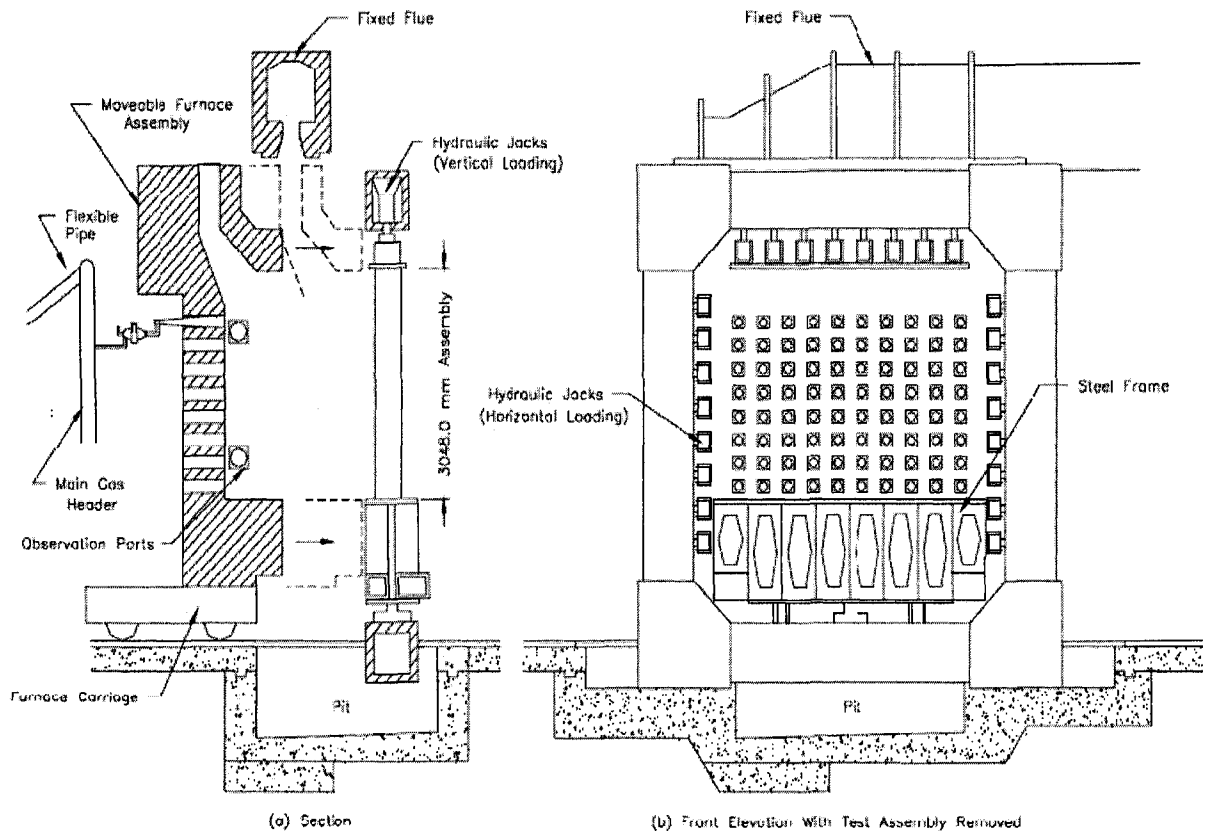 Fixed Flue
Moveable Furnace
Assembly
Flexible
Pipe
Hydraulic Jacks
(Vertical Loading)
3048.0 mm Assembly
Main Gas
Header
Observation Ports
Furnace Carriage
Pit
(a) Section
Fixed Flue
Hydraulic Jacks
(Horizontal Loading)
Steel Frame
Pit
(b) Front Elevation With Test Assembly Removed